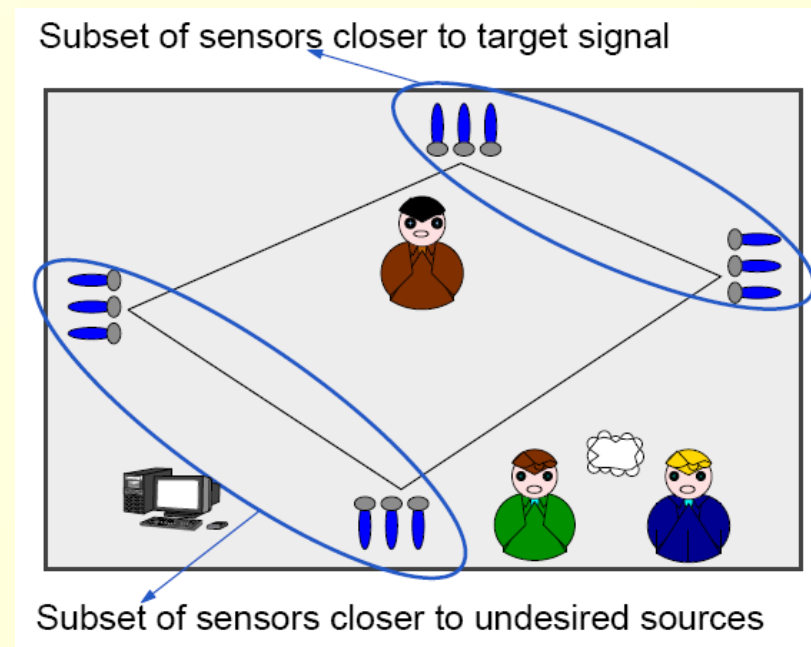 Subset of sensors closer to target signal
Subset of sensors closer to undesired sources